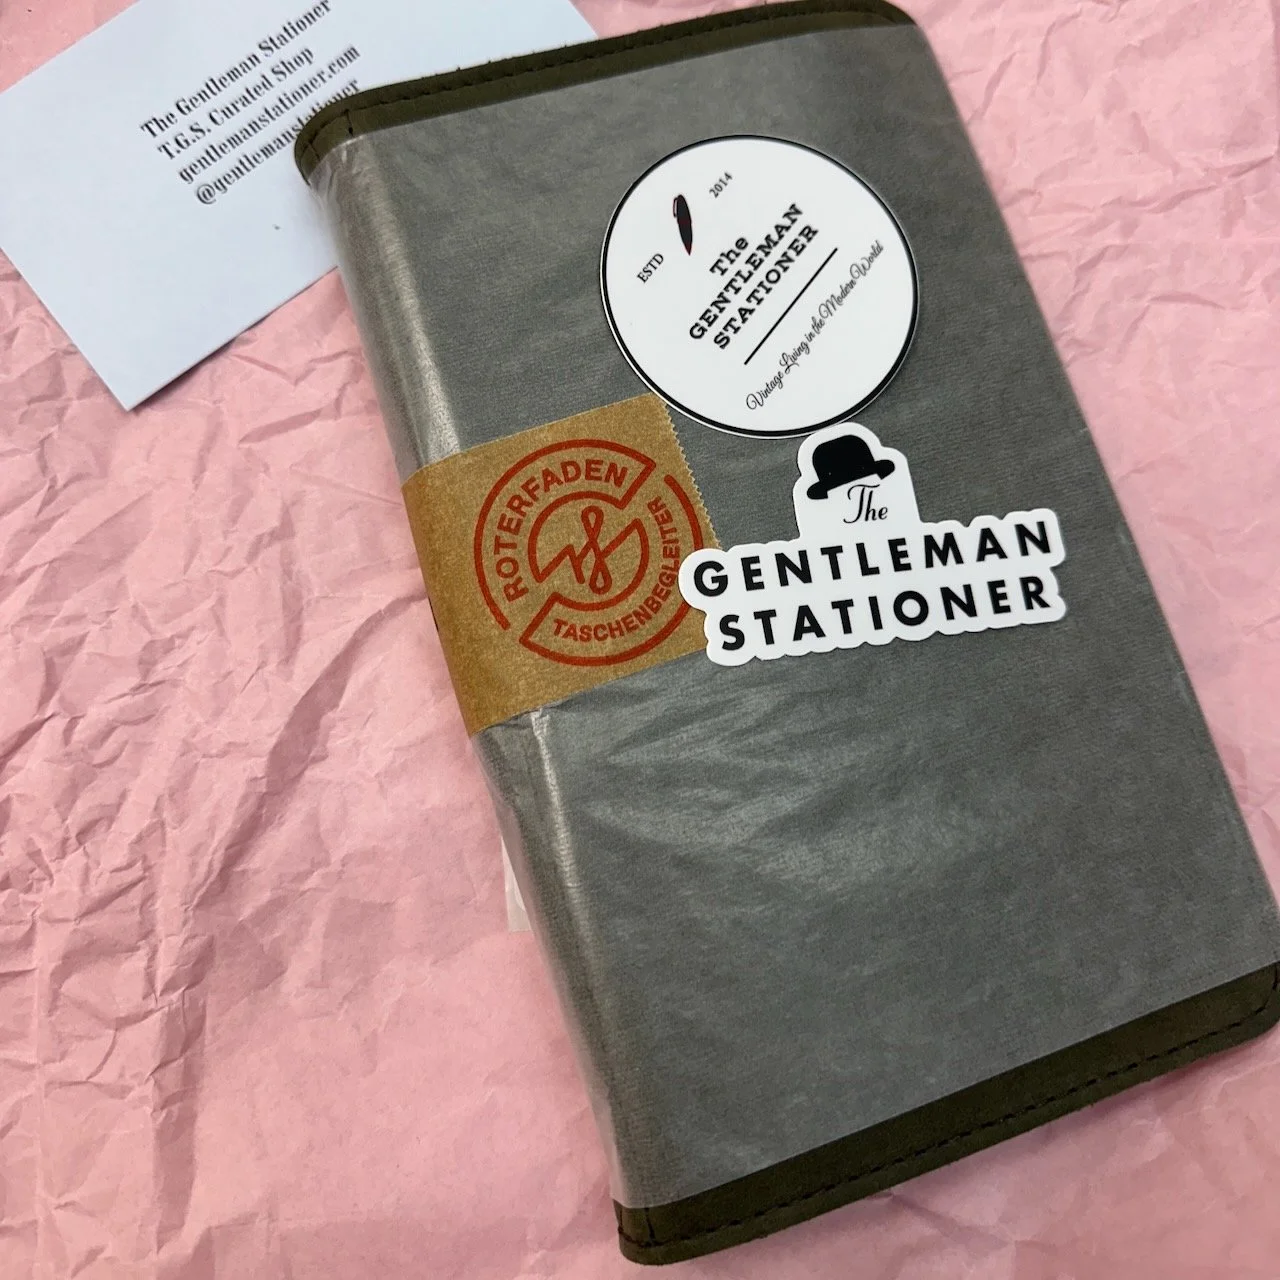 The Gentleman Stationer
T.G.S. Curated Shop
gentlemanstationer.com
@gentlemanstationer
ESTD 2014
The
GENTLEMAN
STATIONER
Vintage Living in the Modern World
ROTERFADEN
TASCHENBEGLEITER
The
GENTLEMAN
STATIONER